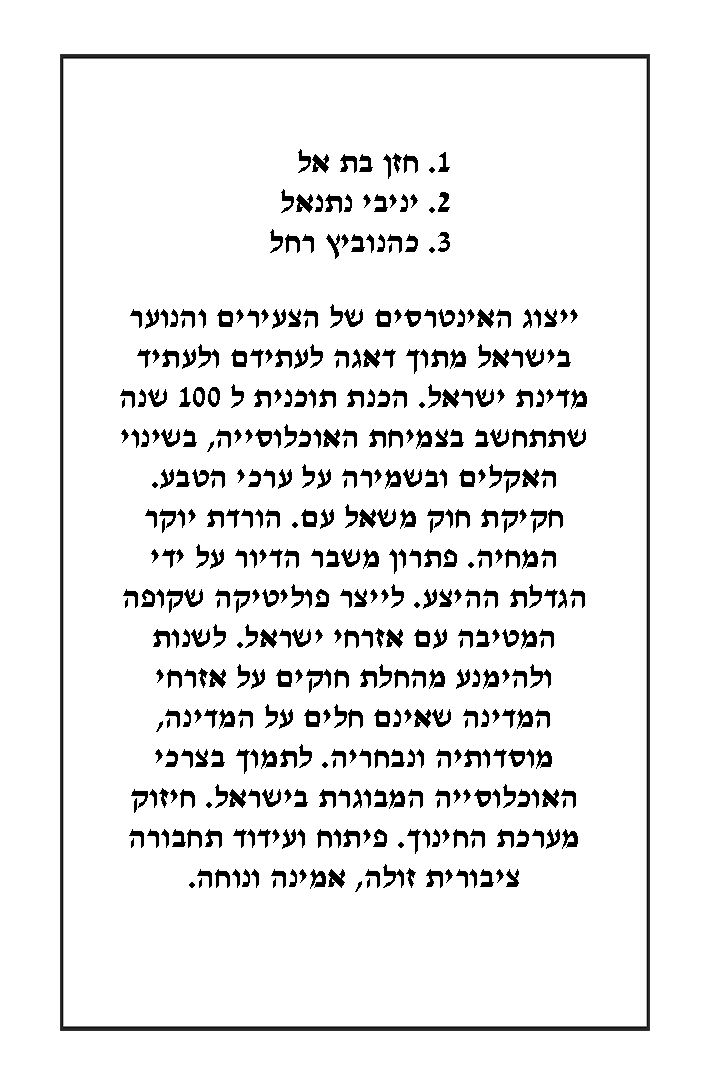 1. חזן בת אל
2. יניבי נתנאל
3. כהנוביץ רחל
ייצוג האינטרסים של הצעירים והנוער
בישראל מתוך דאגה לעתידם ולעתיד
מדינת ישראל. הכנת תוכנית ל 100 שנה
שתתחשב בצמיחת האוכלוסייה, בשינוי
האקלים ובשמירה על ערכי הטבע.
חקיקת חוק משאל עם. הורדת יוקר
המחיה. פתרון משבר הדיור על ידי
הגדלת ההיצע. לייצר פוליטיקה שקופה
המטיבה עם אזרחי ישראל. לשנות
ולהימנע מהחלת חוקים על אזרחי
המדינה שאינם חלים על המדינה,
מוסדותיה ונבחריה. לתמוך בצרכי
האוכלוסייה המבוגרת בישראל. חיזוק
מערכת החינוך. פיתוח ועידוד תחבורה
ציבורית זולה, אמינה ונוחה.